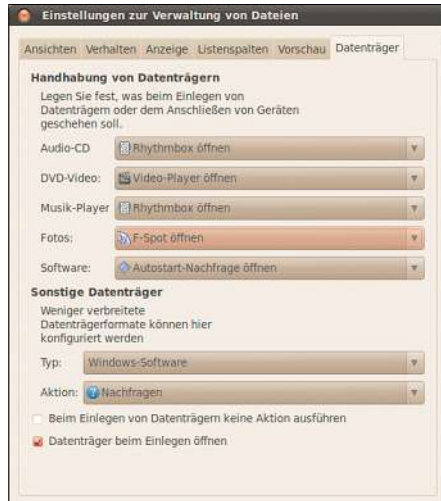 Einstellungen zur Verwaltung von Dateien
Ansichten Verhalten Anzeige Listenspalten Vorschau Datenträger
Handhabung von Datenträgern
Legen Sie fest, was beim Einlegen von
Datenträgern oder dem Anschließen von Geräten
geschehen soll.
Audio-CD Rhythmbox öffnen
DVD-Video: Video-Player öffnen
Musik-Player Rhythmbox öffnen
Fotos: F-Spot öffnen
Software: Autostart-Nachfrage öffnen
Sonstige Datenträger
Weniger verbreitete
Datenträgerformate können hier
konfiguriert werden
Typ: Windows-Software
Aktion: Nachfragen
Beim Einlegen von Datenträgern keine Aktion ausführen
Datenträger beim Einlegen öffnen